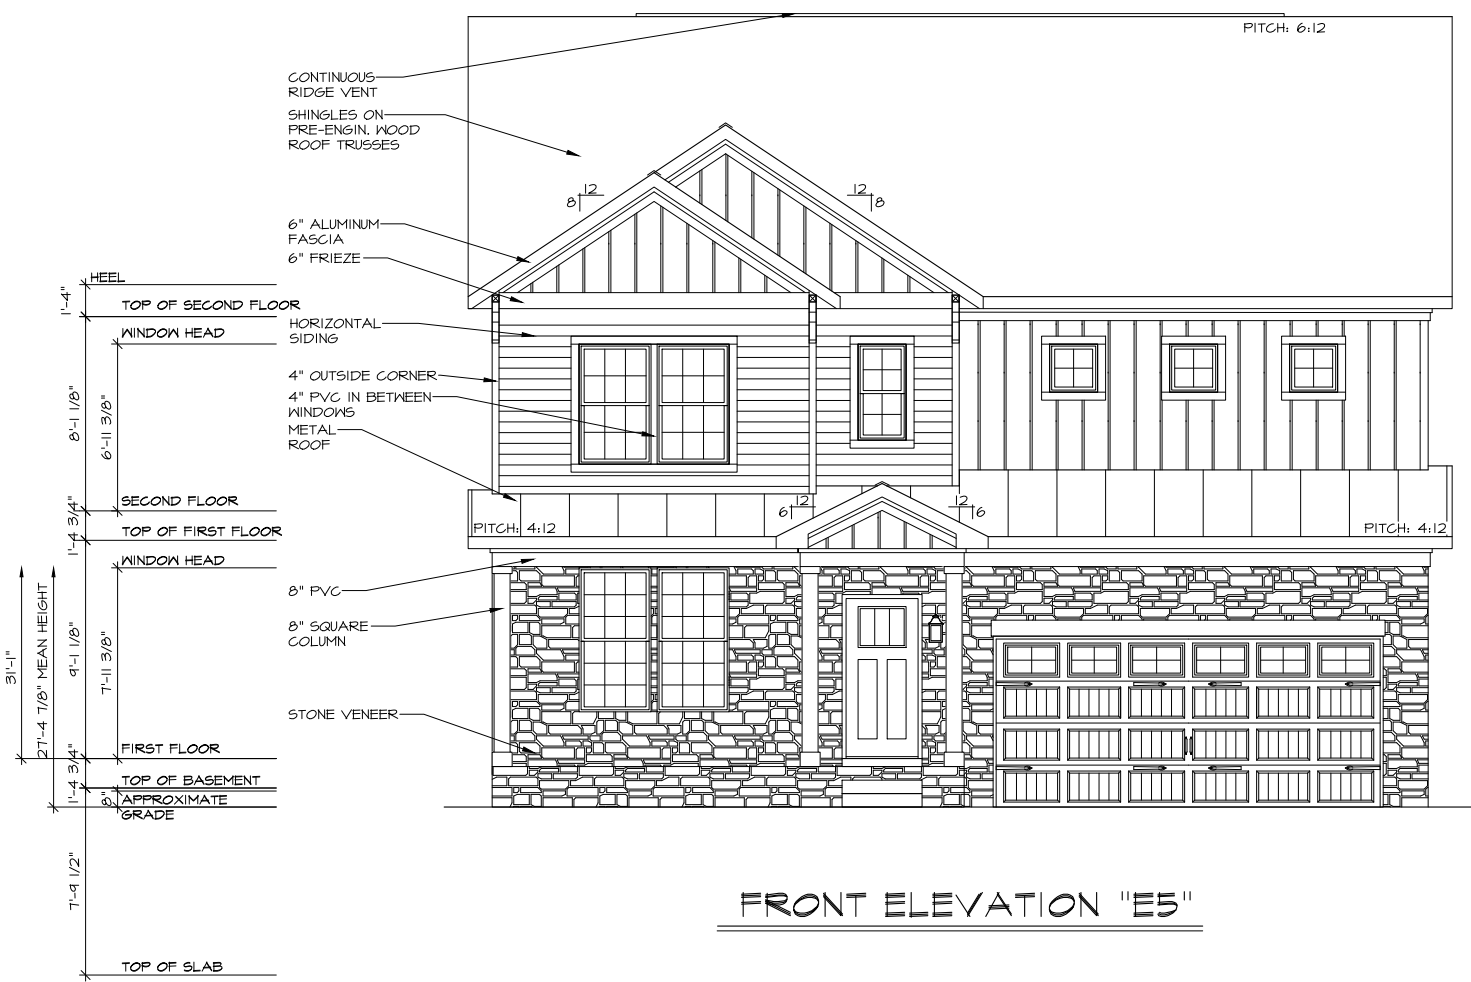 PITCH: 6:12
CONTINUOUS
RIDGE VENT
SHINGLES ON
PRE-ENGIN. WOOD
ROOF TRUSSES
12
8
12
8
6" ALUMINUM
FASCIA
6" FRIEZE
HEEL
1'-4"
TOP OF SECOND FLOOR
WINDOW HEAD
HORIZONTAL
SIDING
4" OUTSIDE CORNER
4" PVC IN BETWEEN
WINDOWS
METAL
ROOF
8'-1 1/8"
6'-11 3/8"
SECOND FLOOR
1'-4 3/4"
TOP OF FIRST FLOOR
12
6
12
6
PITCH: 4:12
PITCH: 4:12
WINDOW HEAD
8" PVC
8" SQUARE
COLUMN
31'-1"
27'-4 7/8" MEAN HEIGHT
9'-1 1/8"
7'-11 3/8"
STONE VENEER
FIRST FLOOR
1'-4 3/4"
TOP OF BASEMENT
8"
APPROXIMATE
GRADE
7'-9 1/2"
FRONT ELEVATION "E5"
TOP OF SLAB